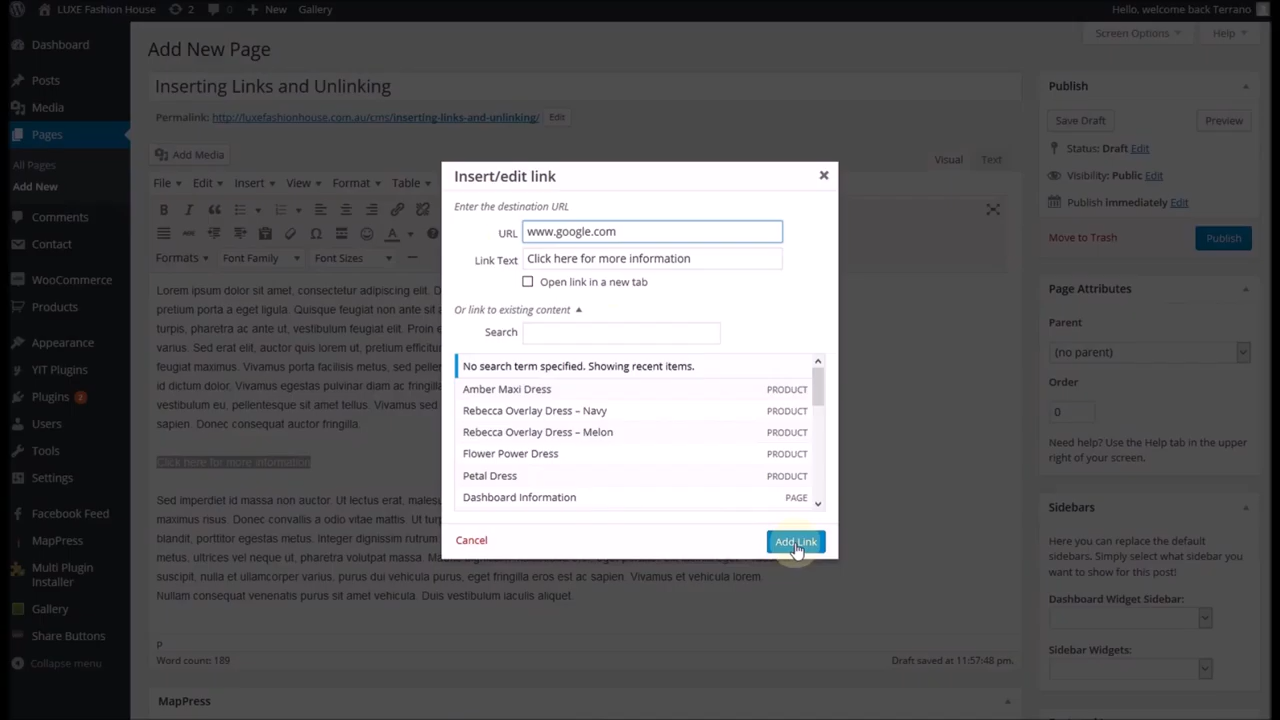 LUXE Fashion House 2 0 New Gallery Hello, welcome back Terrano
Screen Options Help
Dashboard
Posts
Media
Pages
All Pages
Add New
Comments
Contact
WooCommerce
Products
Appearance
YIT Plugins
Plugins 2
Users
Tools
Settings
Facebook Feed
MapPress
Multi Plugin
Installer
Gallery
Share Buttons
Collapse menu
Add New Page
Inserting Links and Unlinking
Permalink: http://luxefashionhouse.com.au/cms/inserting-links-and-unlinking/ Edit
Add Media
Visual Text
File Edit Insert View Format Table
Formats Font Family Font Sizes
Lorem ipsum dolor sit amet, consectetur adipiscing elit.
porttitor porta a eget ligula. Quisque feugiat non
turpis, pharetra ac ante ut, vestibulum feugiat elit. Proin
varius. Sed erat elit, auctor quis lorem ut, pretium
feugiat maximus. Vivamus porta facilisis metus, sed
id dictum dolor. Vivamus egestas pulvinar diam ac fringilla.
vestibulum eu, pellentesque sit amet tellus. Vivamus sed
sapien. Donec consequat auctor fringilla.
Click here for more information
Sed imperdiet id massa non auctor. Ut lectus erat,
maximus risus. Donec convallis a odio vitae mattis. Ut
blandit, porttitor egestas metus. Integer dignissim rutrum
metus, ultrices vel neque ut, pharetra volutpat massa.
suscipit, nulla et ullamcorper varius, purus dui vehicula purus, eget fringilla eros est ac sapien. Vivamus et vehicula lorem.
Nullam consequat venenatis purus sit amet vehicula. Duis vestibulum iaculis aliquet.
p
Word count: 189 Draft saved at 11:57:48 pm.
MapPress
Insert/edit link
Enter the destination URL
URL www.google.com
Link Text Click here for more information
Open link in a new tab
Or link to existing content
Search
No search term specified. Showing recent items.
Amber Maxi Dress PRODUCT
Rebecca Overlay Dress – Navy PRODUCT
Rebecca Overlay Dress – Melon PRODUCT
Flower Power Dress PRODUCT
Petal Dress PRODUCT
Dashboard Information PAGE
Cancel Add Link
Publish
Save Draft Preview
Status: Draft Edit
Visibility: Public Edit
Publish immediately Edit
Move to Trash Publish
Page Attributes
Parent
(no parent)
Order
0
Need help? Use the Help tab in the upper
right of your screen.
Sidebars
Here you can replace the default
sidebars. Simply select what sidebar you
want to show for this post!
Dashboard Widget Sidebar:
Sidebar Widgets: